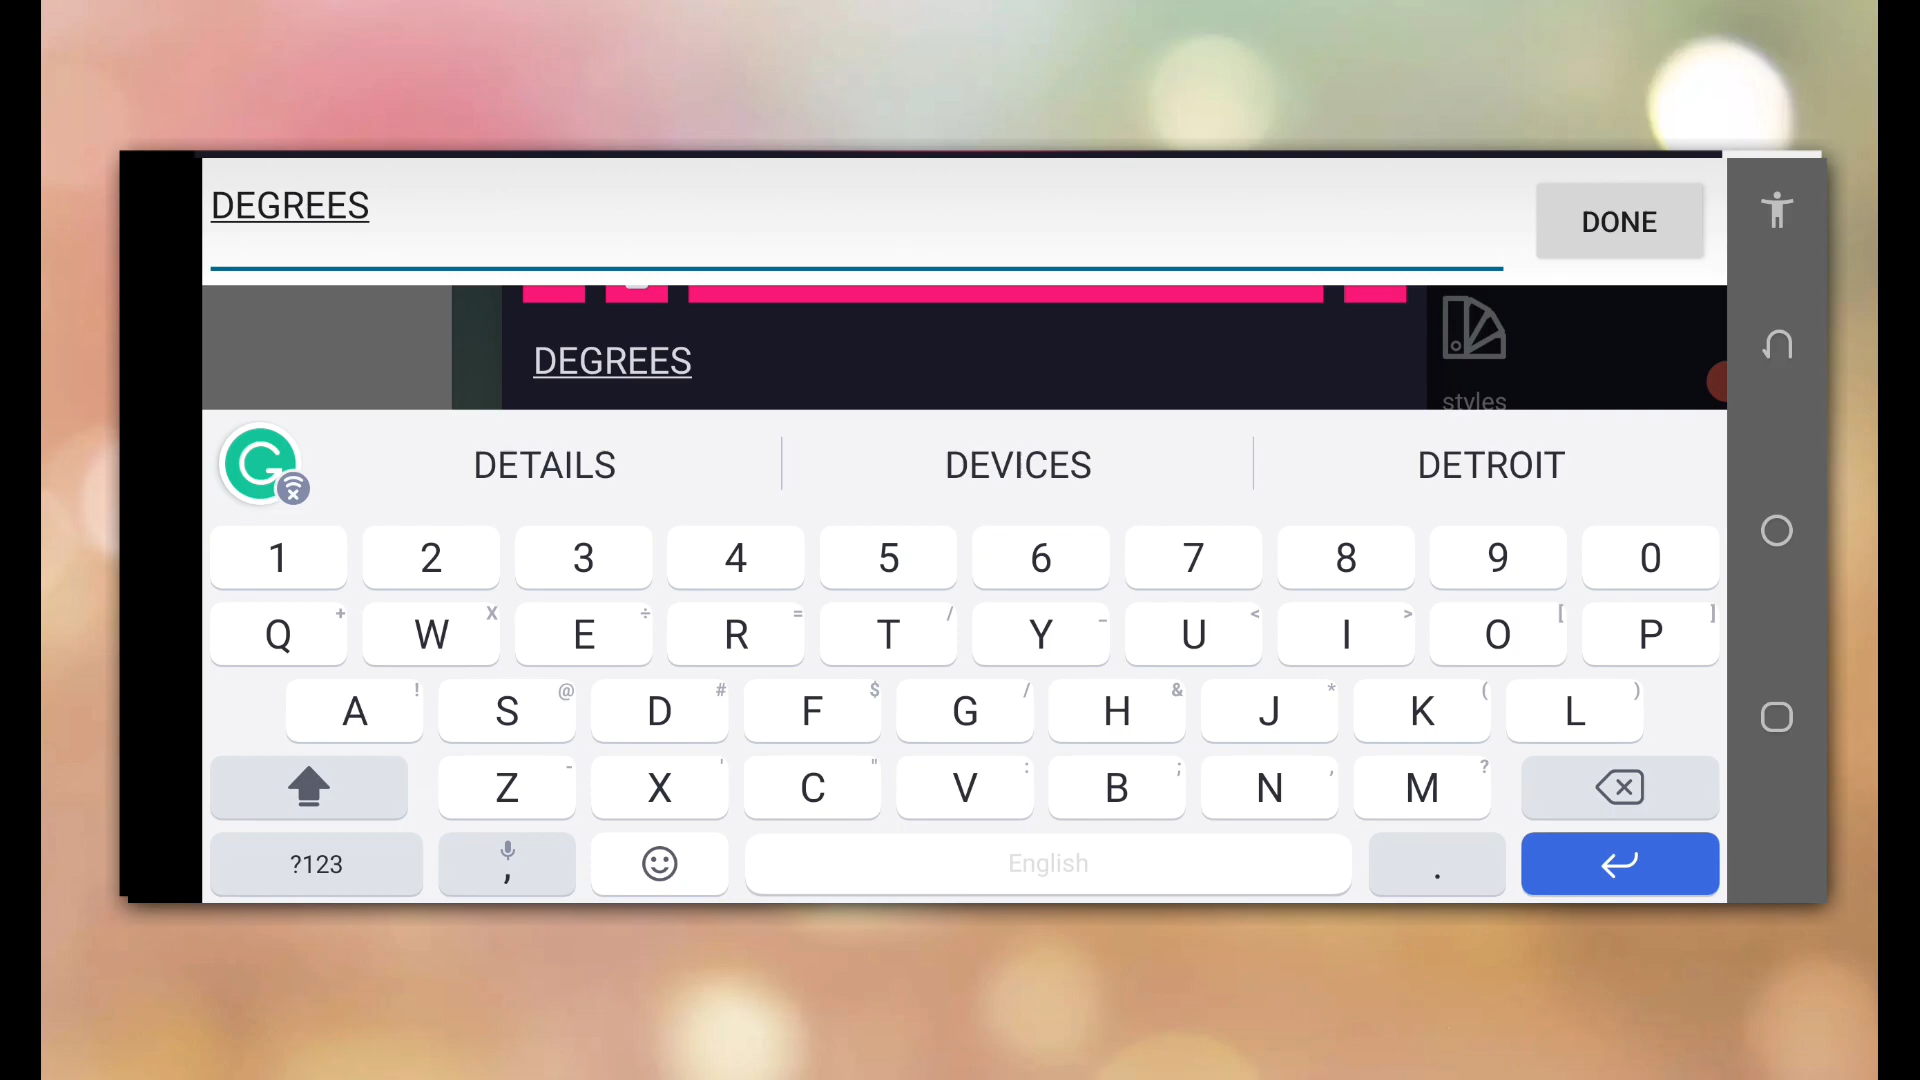 DEGREES
DONE
DEGREES
styles
DETAILS DEVICES DETROIT
1 2 3 4 5 6 7 8 9 0
Q + W X E ÷ R = T / Y _ U < I > O [ P ]
A ! S @ D # F $ G / H & J * K ( L )
Z - X ' C " V : B ; N , M ?
?123 , English .